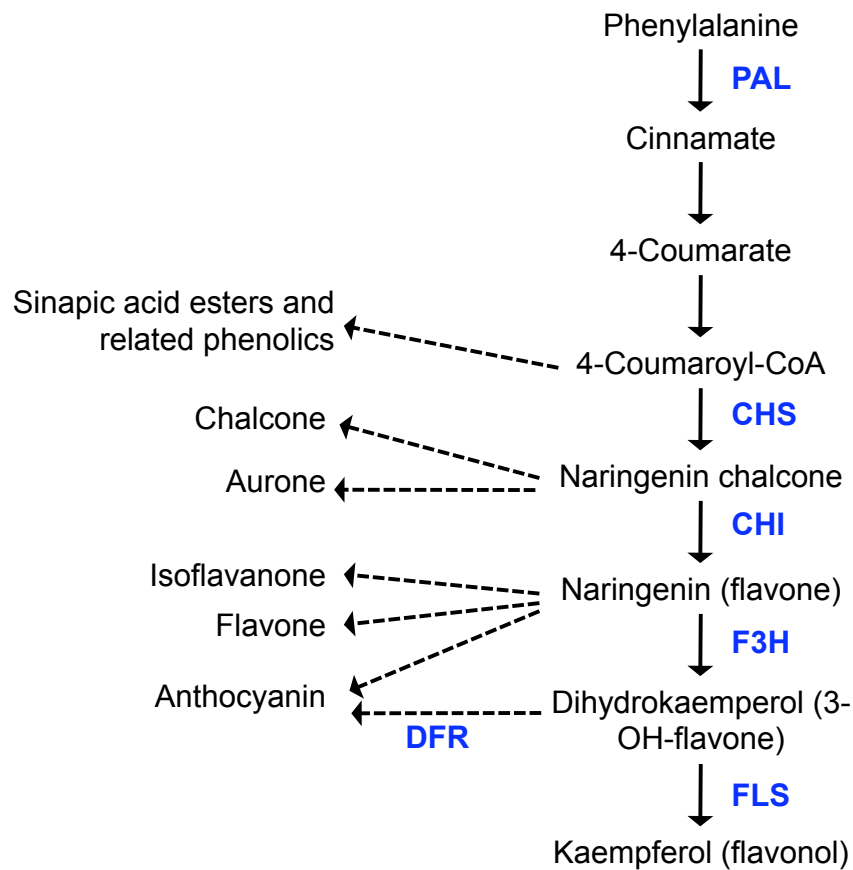 Phenylalanine
PAL
Cinnamate
4-Coumarate
Sinapic acid esters and
related phenolics
4-Coumaroyl-CoA
CHS
Chalcone
Aurone
Naringenin chalcone
CHI
Isoflavanone
Naringenin (flavone)
Flavone
F3H
Anthocyanin
Dihydrokaemperol (3-
OH-flavone)
DFR
FLS
Kaempferol (flavonol)